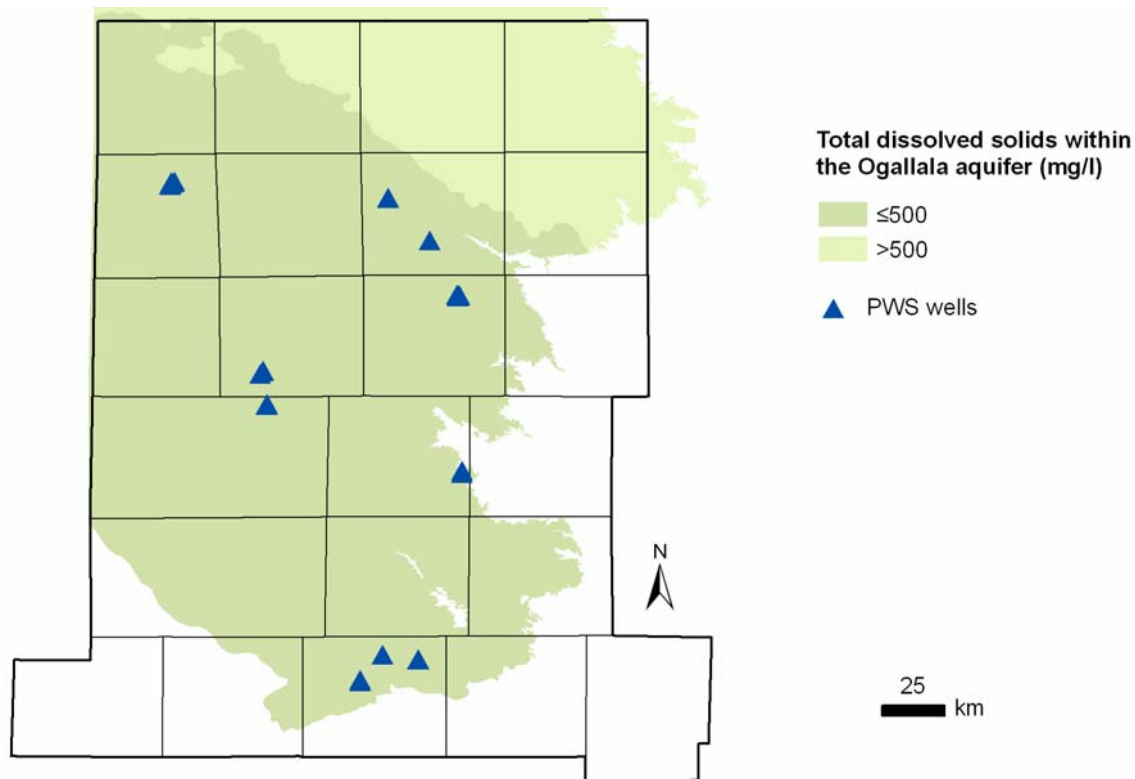 Total dissolved solids within
the Ogallala aquifer (mg/l)
≤500
>500
PWS wells
N
25
km